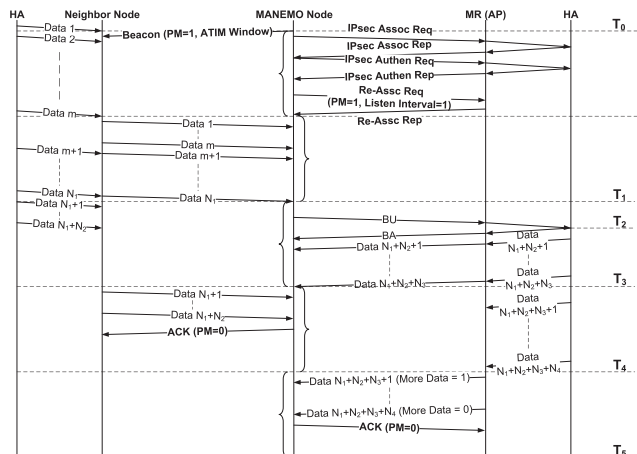 HA Neighbor Node MANEMO Node MR (AP) HA
Data 1
T0
Beacon (PM=1, ATIM Window)
IPsec Assoc Req
Data 2
IPsec Assoc Rep
IPsec Authen Req
IPsec Authen Rep
Re-Assc Req
(PM=1, Listen Interval=1)
Data m
Re-Assc Rep
Data 1
Data m
Data m+1
Data m+1
Data N1
Data N1
T1
Data N1+1
BU
Data N1+N2
T2
BA
Data
N1+N2+1
Data N1+N2+1
Data
N1+N2+N3
Data N1+N2+N3
T3
Data N1+1
Data
N1+N2+N3+1
Data N1+N2
ACK (PM=0)
Data
N1+N2+N3+N4
T4
Data N1+N2+N3+1 (More Data = 1)
Data N1+N2+N3+N4 (More Data = 0)
ACK (PM=0)
T5